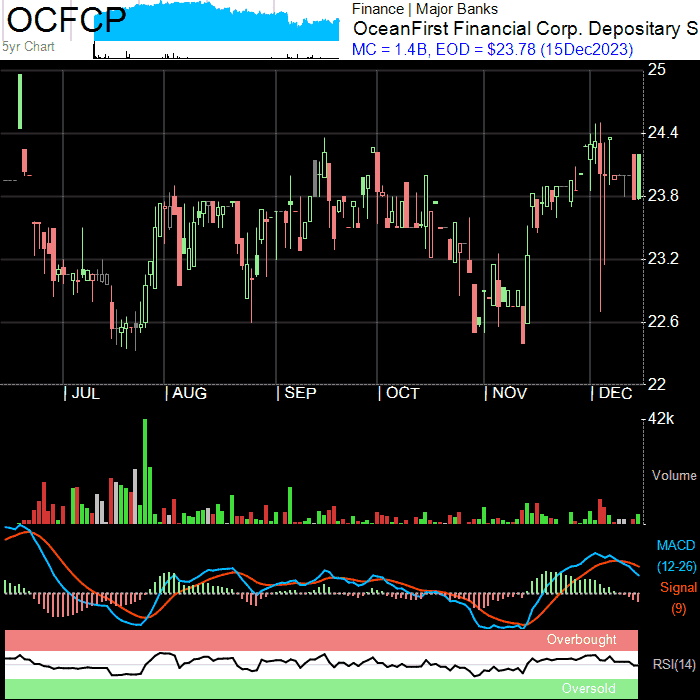 OCFCP
5yr Chart
Finance | Major Banks
OceanFirst Financial Corp. Depositary S
MC = 1.4B, EOD = $23.78 (15Dec2023)
25
24.4
23.8
23.2
22.6
22
| JUL | AUG | SEP | OCT | NOV | DEC
42k
Volume
MACD
(12-26)
Signal
(9)
Overbought
RSI(14)
Oversold